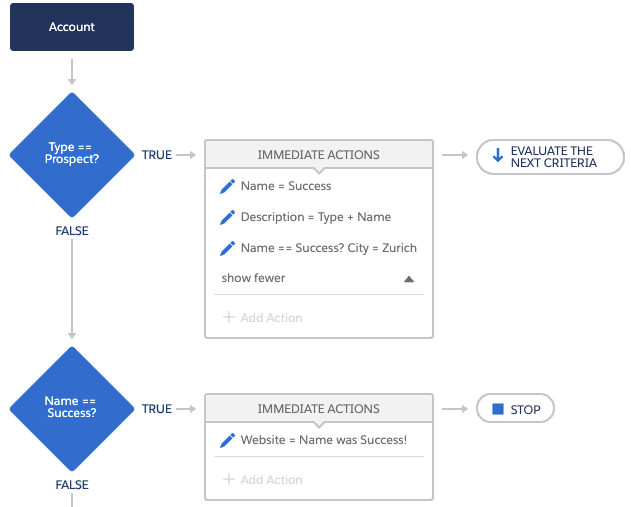 Account
Type ==
Prospect?
TRUE
IMMEDIATE ACTIONS
EVALUATE THE
NEXT CRITERIA
Name = Success
Description = Type + Name
Name == Success? City = Zurich
show fewer
Add Action
FALSE
Name ==
Success?
TRUE
IMMEDIATE ACTIONS
STOP
Website = Name was Success!
Add Action
FALSE